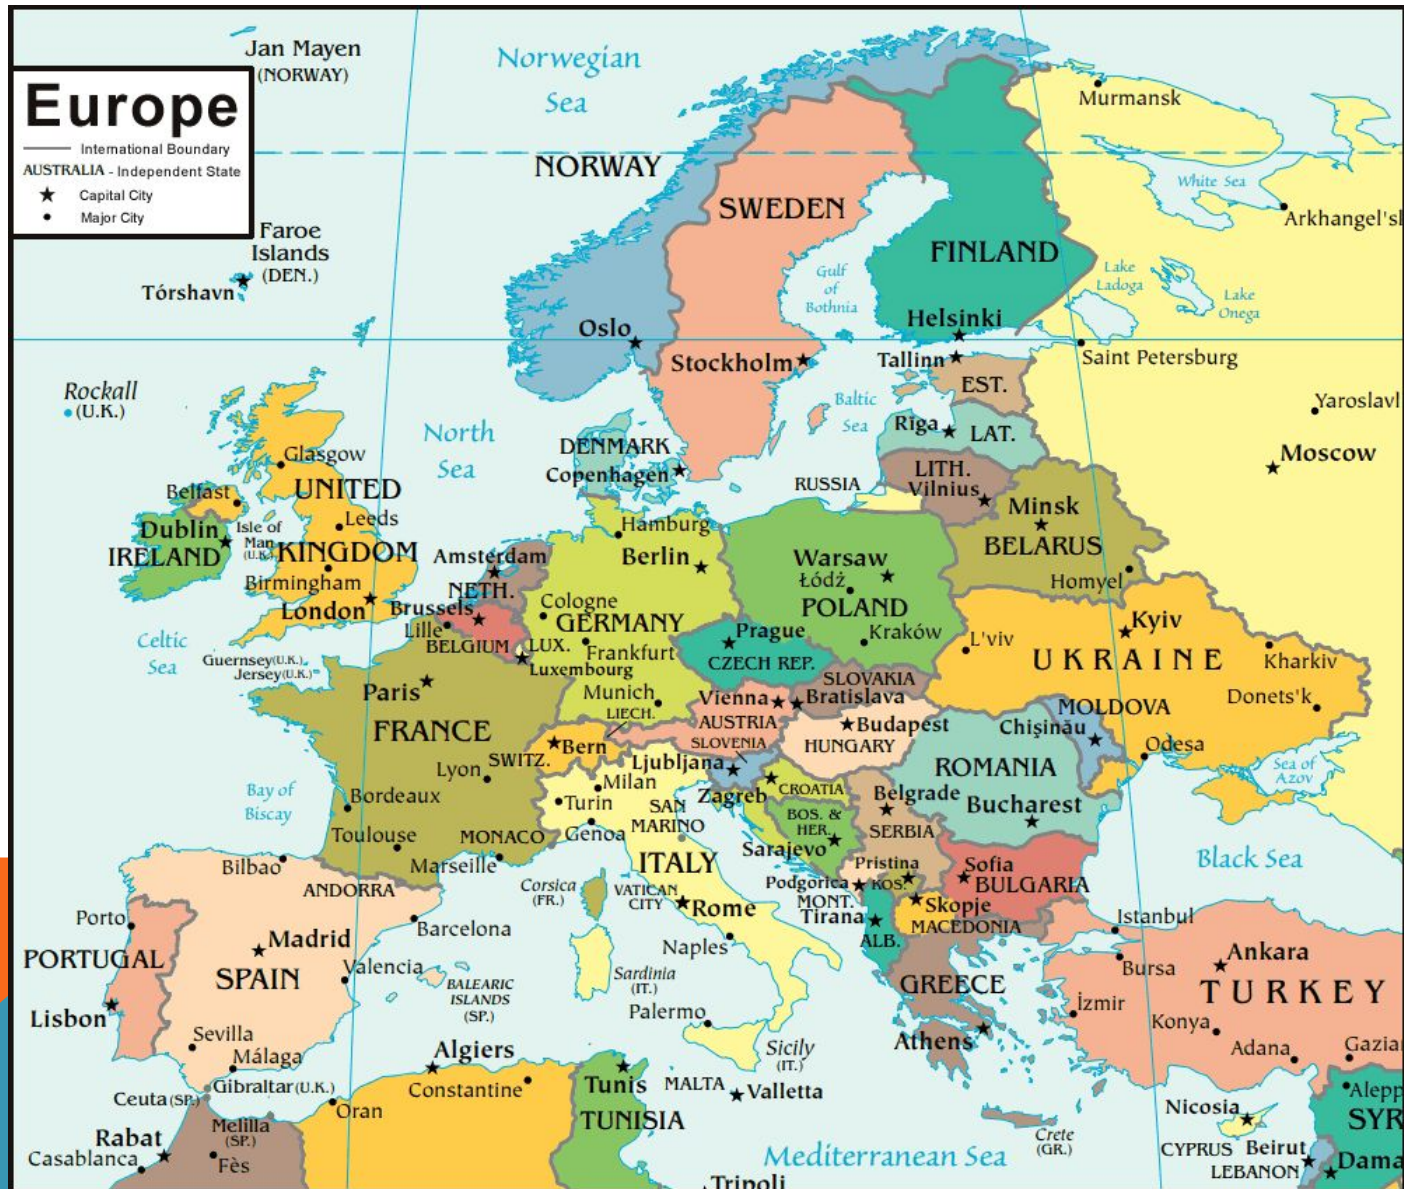 Jan Mayen
(NORWAY)
Norwegian
Sea
Europe
International Boundary
AUSTRALIA - Independent State
Capital City
Major City
Murmansk
NORWAY
White Sea
SWEDEN
Arkhangel'sl
Faroe
Islands
(DEN.)
Tórshavn
FINLAND
Gulf
of
Bothnia
Lake
Ladoga
Lake
Onega
Helsinki
Oslo
Stockholm
Tallinn
Saint Petersburg
EST.
Rockall
(U.K.)
Baltic
Sea
Yaroslavl
North
Sea
Riga
LAT.
DENMARK
Copenhagen
Moscow
Glasgow
UNITED
KINGDOM
RUSSIA
LITH.
Vilnius
Belfast
Minsk
BELARUS
Leeds
Hamburg
Dublin
IRELAND
Isle of
Man
(U.K.)
Amsterdam
NETH.
Berlin
Warsaw
Łódź
POLAND
Homyel
Birmingham
London
Brussels
Cologne
GERMANY
Kyiv
Celtic
Sea
Lille
BELGIUM
LUX.
Luxembourg
Frankfurt
Prague
CZECH REP.
Kraków
L'viv
UKRAINE
Kharkiv
Guernsey(U.K.)
Jersey(U.K.)
Paris
SLOVAKIA
Bratislava
Donets'k
Munich
LIECH.
Vienna
AUSTRIA
MOLDOVA
Chişinău
FRANCE
Budapest
HUNGARY
Odesa
Bern
SWITZ.
SLOVENIA
Ljubljana
Lyon
Milan
Turin
ROMANIA
Sea of
Azov
Bay of
Biscay
Bordeaux
Zagreb
CROATIA
Belgrade
SERBIA
Bucharest
SAN
MARINO
BOS. &
HER.
Sarajevo
Toulouse
MONACO
Genoa
Marseille
ITALY
Bilbao
ANDORRA
Corsica
(FR.)
VATICAN
CITY
Rome
Pristina
KOS.
Podgorica
MONT.
Sofia
BULGARIA
Black Sea
Skopje
MACEDONIA
Tirana
ALB.
Porto
PORTUGAL
Barcelona
Istanbul
Madrid
SPAIN
Naples
Ankara
Valencia
Bursa
Sardinia
(IT.)
BALEARIC
ISLANDS
(SP.)
GREECE
TURKEY
Lisbon
İzmir
Palermo
Konya
Sevilla
Athens
Málaga
Algiers
Sicily
(IT.)
Adana
Gaziar
Gibraltar(U.K.)
Ceuta(SP.)
Constantine
Tunis
TUNISIA
MALTA
Valletta
Alepp
Oran
Nicosia
SYR
Melilla
(SP.)
Rabat
Crete
(GR.)
CYPRUS
Beirut
LEBANON
Casablanca
Fès
Mediterranean Sea
Dama
Tripoli